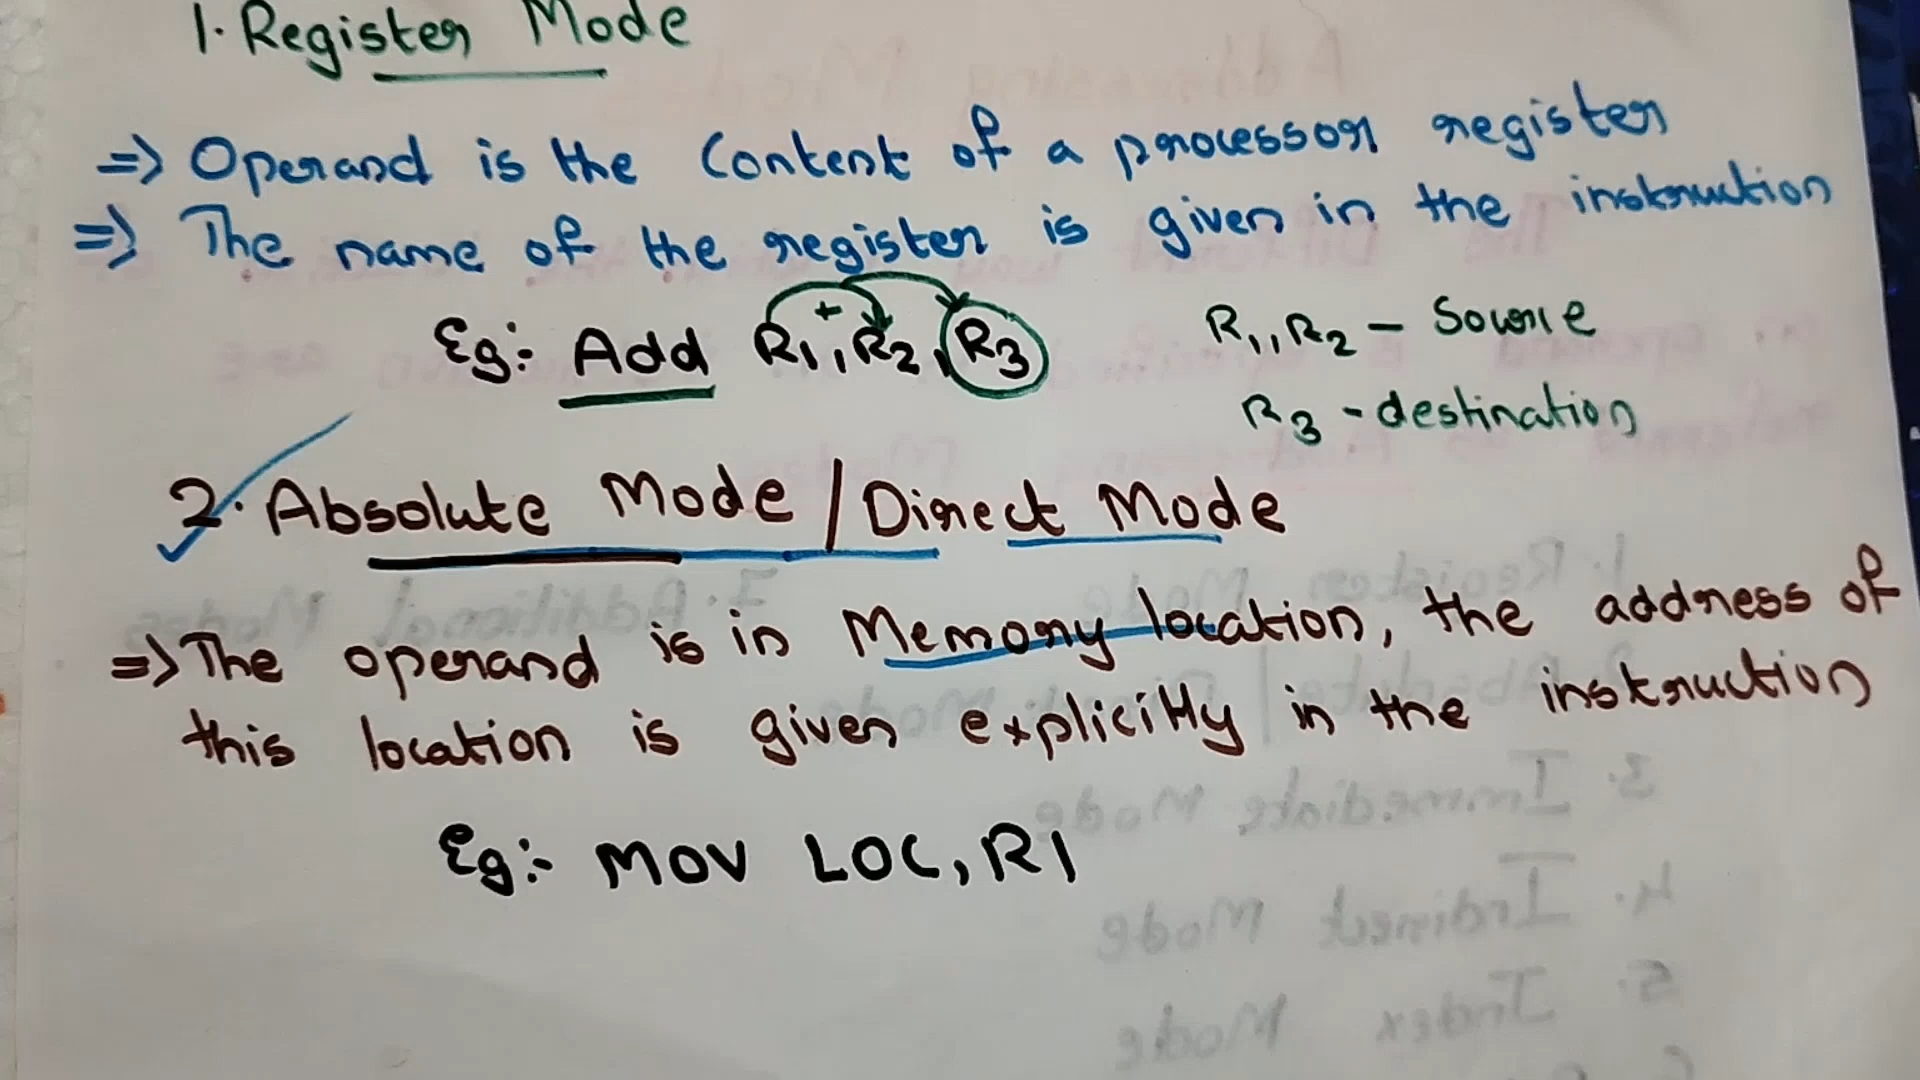 1. Register Mode
=> Operand is the Content of a processor register
=> The name of the register is given in the instruction
Eg:- Add R1, R2, R3
+
R1, R2 - Source
R3 - destination
2. Absolute Mode / Direct Mode
=> The operand is in Memory location, the address of
this location is given explicitly in the instruction
Eg:- MOV LOC, R1